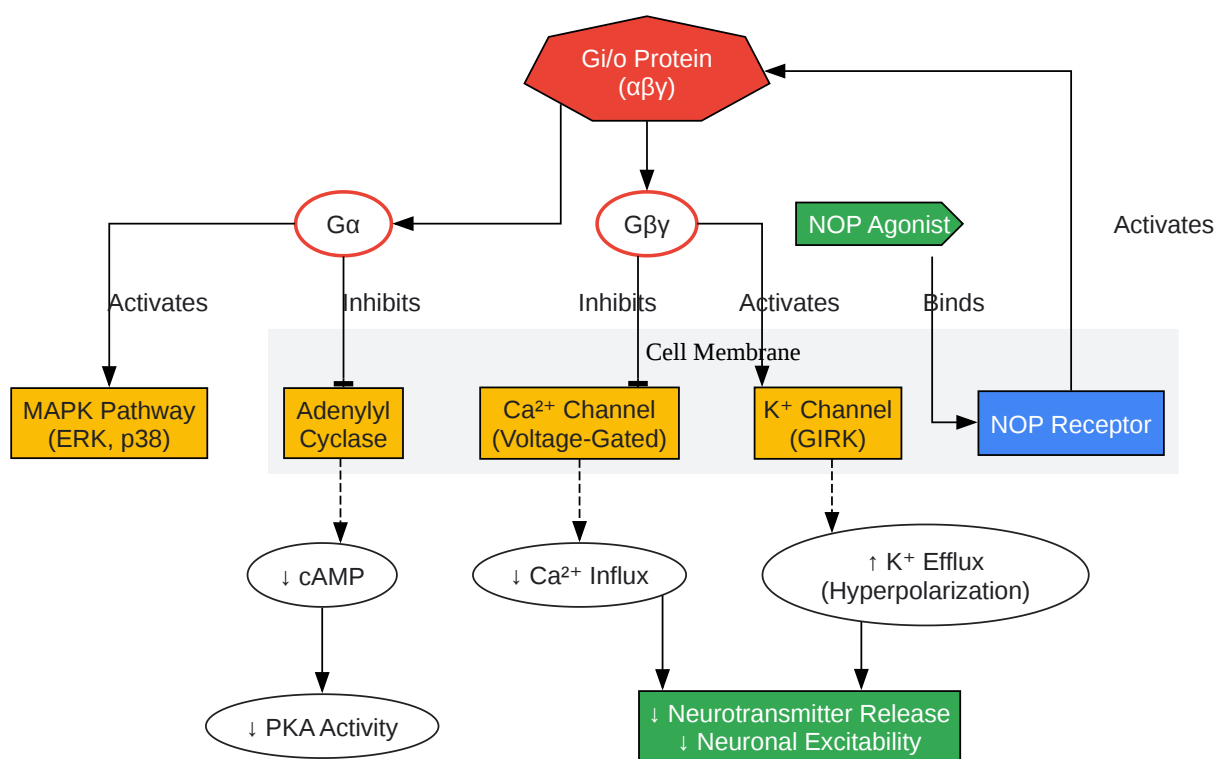 Gi/o Protein
(αβγ)
Gα
Gβγ
NOP Agonist
Activates
Activates
Inhibits
Inhibits
Activates
Binds
Cell Membrane
MAPK Pathway
(ERK, p38)
Adenylyl
Cyclase
Ca²⁺ Channel
(Voltage-Gated)
K⁺ Channel
(GIRK)
NOP Receptor
↓ cAMP
↓ Ca²⁺ Influx
↑ K⁺ Efflux
(Hyperpolarization)
↓ PKA Activity
↓ Neurotransmitter Release
↓ Neuronal Excitability